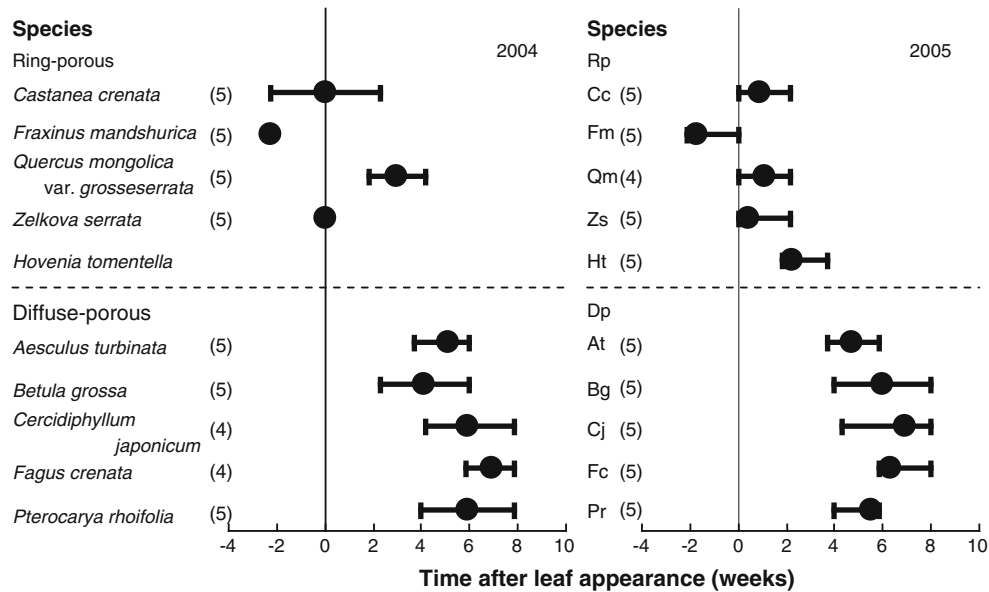 Species
2004
Ring-porous
Castanea crenata (5)
Fraxinus mandshurica (5)
Quercus mongolica
var. grosseserrata (5)
Zelkova serrata (5)
Hovenia tomentella
Diffuse-porous
Aesculus turbinata (5)
Betula grossa (5)
Cercidiphyllum
japonicum (4)
Fagus crenata (4)
Pterocarya rhoifolia (5)
-4 -2 0 2 4 6 8 10
Species
2005
Rp
Cc (5)
Fm (5)
Qm (4)
Zs (5)
Ht (5)
Dp
At (5)
Bg (5)
Cj (5)
Fc (5)
Pr (5)
-4 -2 0 2 4 6 8 10
Time after leaf appearance (weeks)